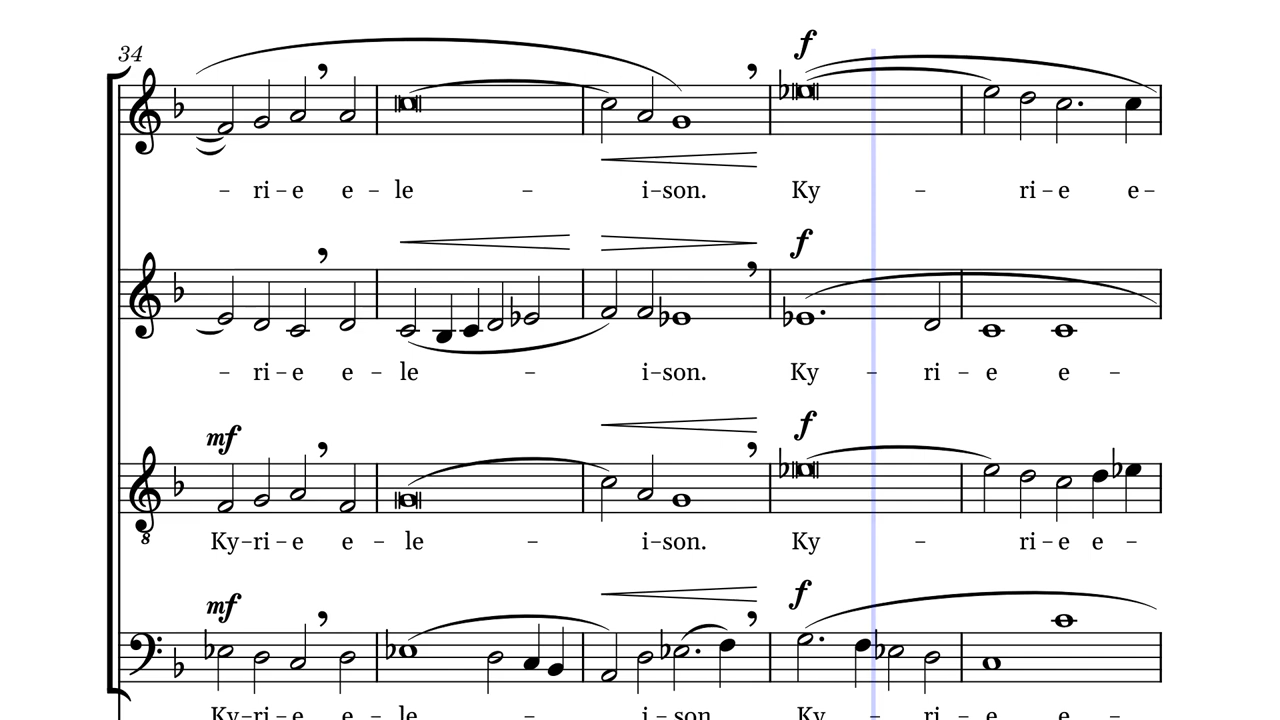 34
f
- ri - e e - le - i-son. Ky - ri - e e -
f
- ri - e e - le - i-son. Ky - ri - e e -
mf f
Ky-ri - e e - le - i-son. Ky - ri - e e -
8
mf f
Ky-ri - e e - le - i - son. Ky - ri - e e -